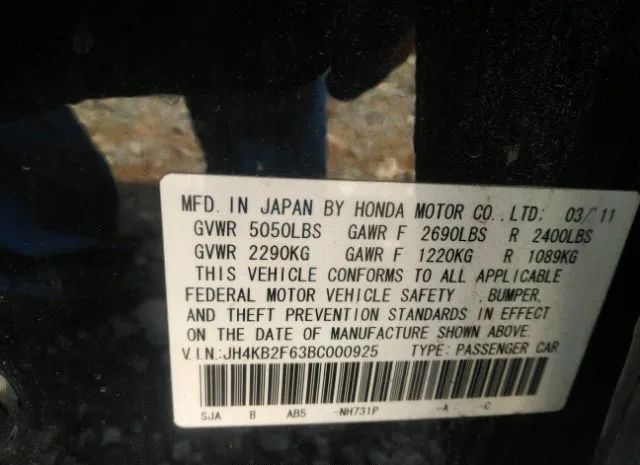 MFD. IN JAPAN BY HONDA MOTOR CO., LTD: 03/11
GVWR 5050LBS GAWR F 2690LBS R 2400LBS
GVWR 2290KG GAWR F 1220KG R 1089KG
THIS VEHICLE CONFORMS TO ALL APPLICABLE
FEDERAL MOTOR VEHICLE SAFETY , BUMPER,
AND THEFT PREVENTION STANDARDS IN EFFECT
ON THE DATE OF MANUFACTURE SHOWN ABOVE.
V.I.N.:JH4KB2F63BC000925 TYPE: PASSENGER CAR
SJA B AB5 -NH731P -A -C